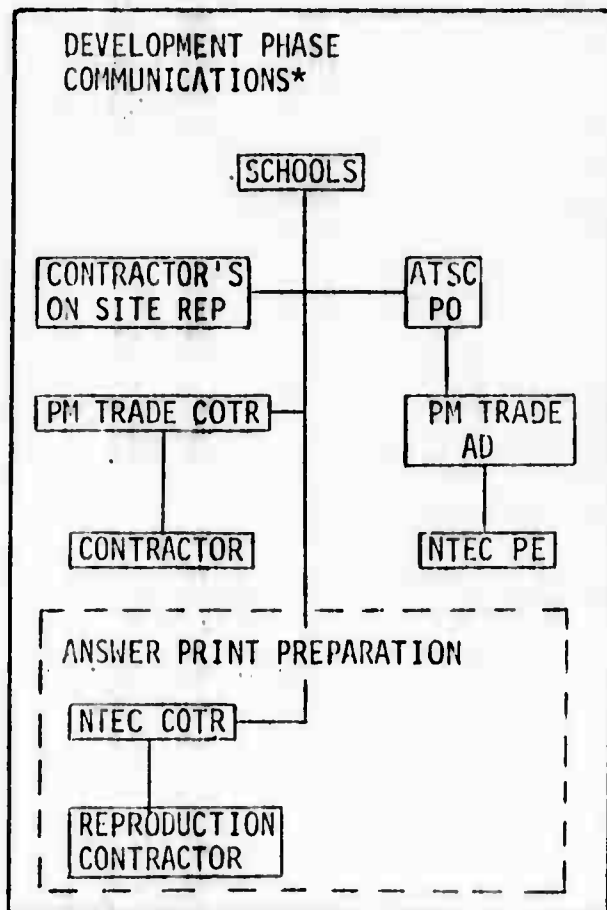 DEVELOPMENT PHASE
COMMUNICATIONS*
SCHOOLS
CONTRACTOR'S
ON SITE REP
ATSC
PO
PM TRADE COTR
PM TRADE
AD
CONTRACTOR
NTEC PE
ANSWER PRINT PREPARATION
NTEC COTR
REPRODUCTION
CONTRACTOR